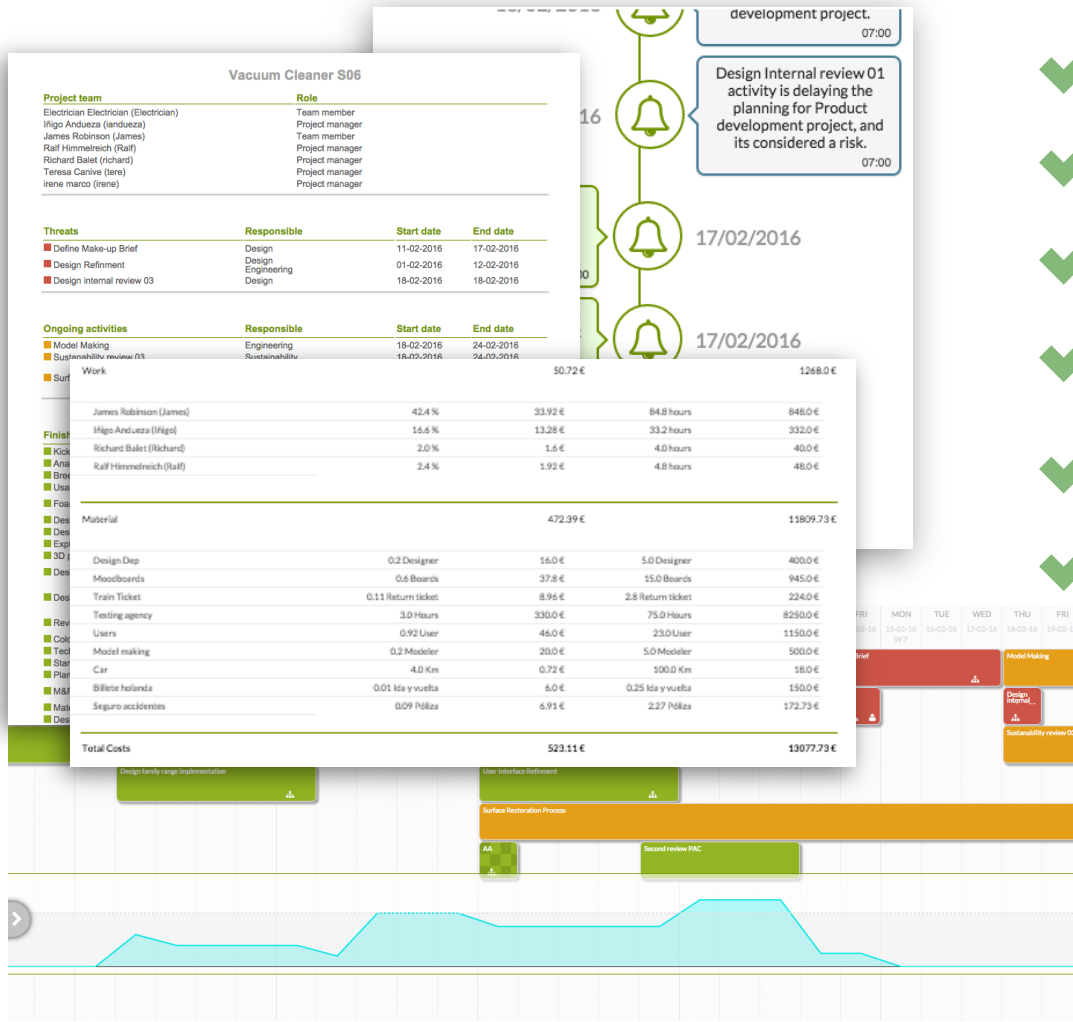 Vacuum Cleaner S06
Project team Role
Electrician Electrician (Electrician) Team member
Iñigo Andueza (iandueza) Project manager
James Robinson (James) Team member
Ralf Himmelreich (Ralf) Project manager
Richard Balet (richard) Project manager
Teresa Canive (tere) Project manager
irene marco (irene) Project manager
Threats Responsible Start date End date
Define Make-up Brief Design 11-02-2016 17-02-2016
Design Refinment Design Engineering 01-02-2016 12-02-2016
Design internal review 03 Design 18-02-2016 18-02-2016
Ongoing activities Responsible Start date End date
Model Making Engineering 18-02-2016 24-02-2016
Sustanability review 03 Sustainability 18-02-2016 24-02-2016
development project.
07:00
16
Design Internal review 01
activity is delaying the
planning for Product
development project, and
its considered a risk.
07:00
17/02/2016
17/02/2016
Work 50.72 € 1268.0 €
James Robinson (James) 42.4 % 33.92 € 84.8 hours 848.0 €
Iñigo Andueza (Iñigo) 16.6 % 13.28 € 33.2 hours 332.0 €
Richard Balet (Richard) 2.0 % 1.6 € 4.0 hours 40.0 €
Ralf Himmelreich (Ralf) 2.4 % 1.92 € 4.8 hours 48.0 €
Material 472.39 € 11809.73 €
Design Dep 0.2 Designer 16.0 € 5.0 Designer 400.0 €
Moodboards 0.6 Boards 37.8 € 15.0 Boards 945.0 €
Train Ticket 0.11 Return ticket 8.96 € 2.8 Return ticket 224.0 €
Testing agency 3.0 Hours 330.0 € 75.0 Hours 8250.0 €
Users 0.92 User 46.0 € 23.0 User 1150.0 €
Model making 0.2 Modeler 20.0 € 5.0 Modeler 500.0 €
Car 4.0 Km 0.72 € 100.0 Km 18.0 €
Billete holanda 0.01 Ida y vuelta 6.0 € 0.25 Ida y vuelta 150.0 €
Seguro accidentes 0.09 Póliza 6.91 € 2.27 Póliza 172.73 €
Total Costs 523.11 € 13077.73 €
FRI MON TUE WED THU FRI
02-16 15-02-16 16-02-16 17-02-16 18-02-16 19-02-1
W 7
Brief Model Making
Design
internal...
Sustanability review 03
Design family range implementation User Interface Refinment
Surface Restoration Process
AA Second review PAC